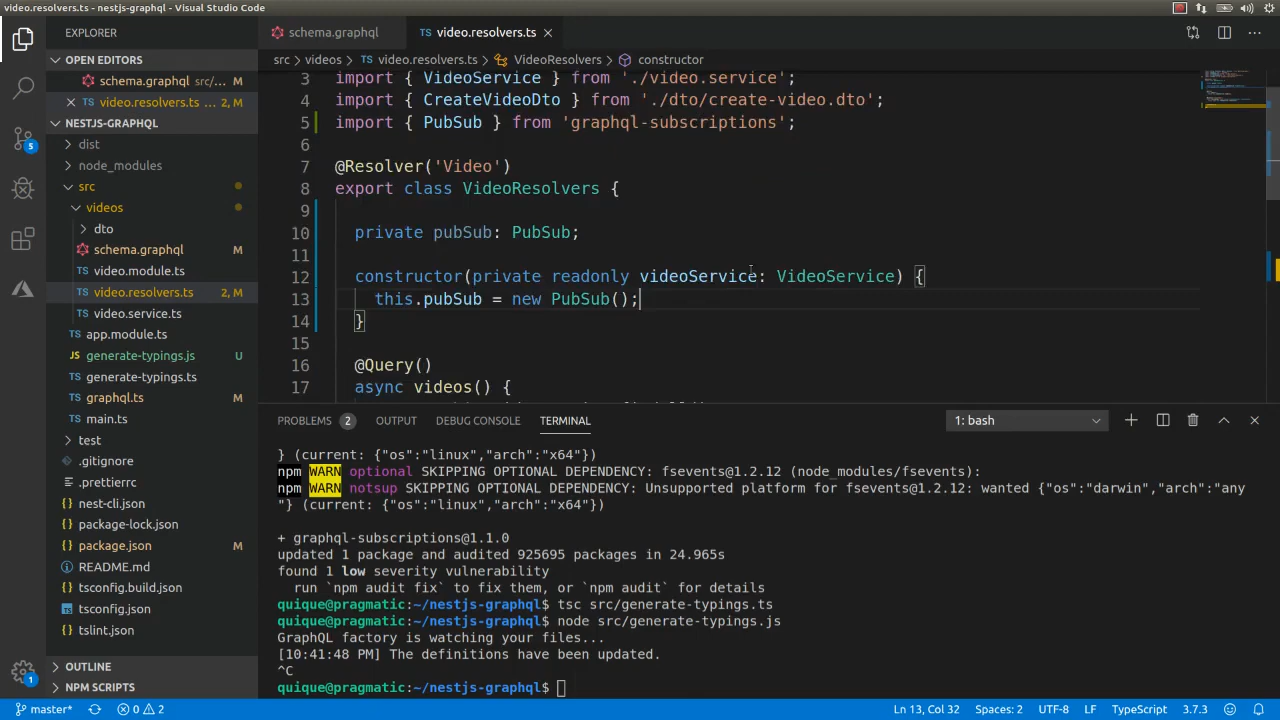 video.resolvers.ts - nestjs-graphql - Visual Studio Code
EXPLORER
OPEN EDITORS
schema.graphql src/... M
video.resolvers.ts ... 2, M
NESTJS-GRAPHQL
dist
node_modules
src
videos
dto
schema.graphql M
video.module.ts
video.resolvers.ts 2, M
video.service.ts
app.module.ts
generate-typings.js U
generate-typings.ts
graphql.ts M
main.ts
test
.gitignore
.prettierrc
nest-cli.json
package-lock.json
package.json M
README.md
tsconfig.build.json
tsconfig.json
tslint.json
OUTLINE
NPM SCRIPTS
5
1
schema.graphql
TS video.resolvers.ts
src > videos > TS video.resolvers.ts > VideoResolvers > constructor
3 import { VideoService } from './video.service';
4 import { CreateVideoDto } from './dto/create-video.dto';
5 import { PubSub } from 'graphql-subscriptions';
6
7 @Resolver('Video')
8 export class VideoResolvers {
9
10 private pubSub: PubSub;
11
12 constructor(private readonly videoService: VideoService) {
13 this.pubSub = new PubSub();
14 }
15
16 @Query()
17 async videos() {
PROBLEMS 2 OUTPUT DEBUG CONSOLE TERMINAL 1: bash
} (current: {"os":"linux","arch":"x64"})
npm WARN optional SKIPPING OPTIONAL DEPENDENCY: fsevents@1.2.12 (node_modules/fsevents):
npm WARN notsup SKIPPING OPTIONAL DEPENDENCY: Unsupported platform for fsevents@1.2.12: wanted {"os":"darwin","arch":"any
"} (current: {"os":"linux","arch":"x64"})
+ graphql-subscriptions@1.1.0
updated 1 package and audited 925695 packages in 24.965s
found 1 low severity vulnerability
run `npm audit fix` to fix them, or `npm audit` for details
quique@pragmatic:~/nestjs-graphql$ tsc src/generate-typings.ts
quique@pragmatic:~/nestjs-graphql$ node src/generate-typings.js
GraphQL factory is watching your files...
[10:41:48 PM] The definitions have been updated.
^C
quique@pragmatic:~/nestjs-graphql$
master* 0 2 Ln 13, Col 32 Spaces: 2 UTF-8 LF TypeScript 3.7.3